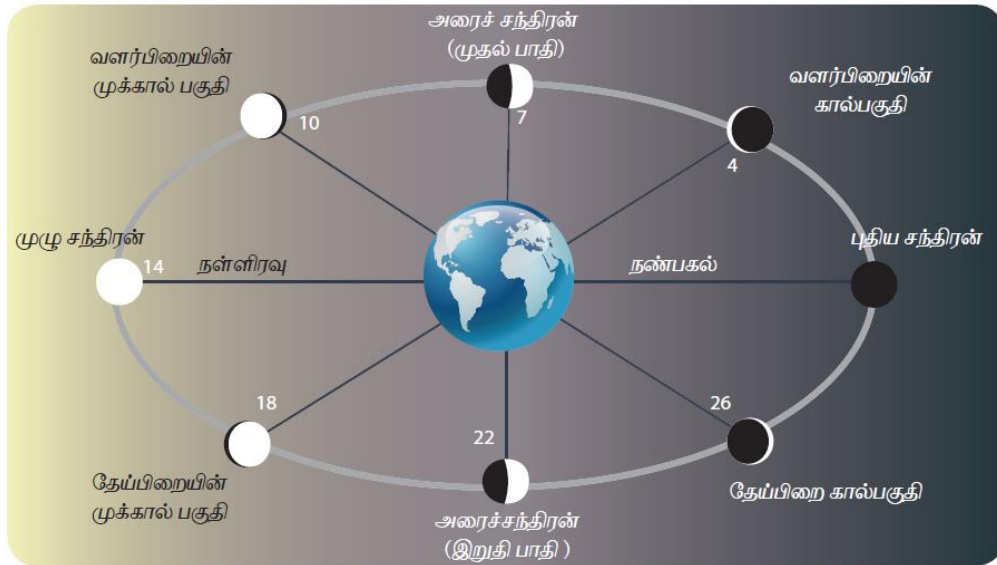 அரைச் சந்திரன்
(முதல் பாதி)
வளர்பிறையின்
முக்கால் பகுதி
வளர்பிறையின்
கால்பகுதி
10
7
4
முழு சந்திரன்
14
நள்ளிரவு
நண்பகல்
புதிய சந்திரன்
18
22
26
தேய்பிறையின்
முக்கால் பகுதி
அரைச்சந்திரன்
(இறுதி பாதி )
தேய்பிறை கால்பகுதி